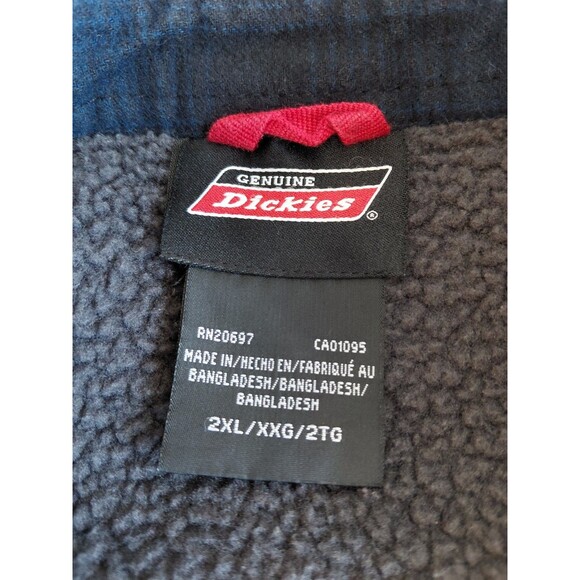 GENUINE
Dickies
®
RN20697 CA01095
MADE IN/HECHO EN/FABRIQUÉ AU
BANGLADESH/BANGLADESH/
BANGLADESH
2XL/XXG/2TG